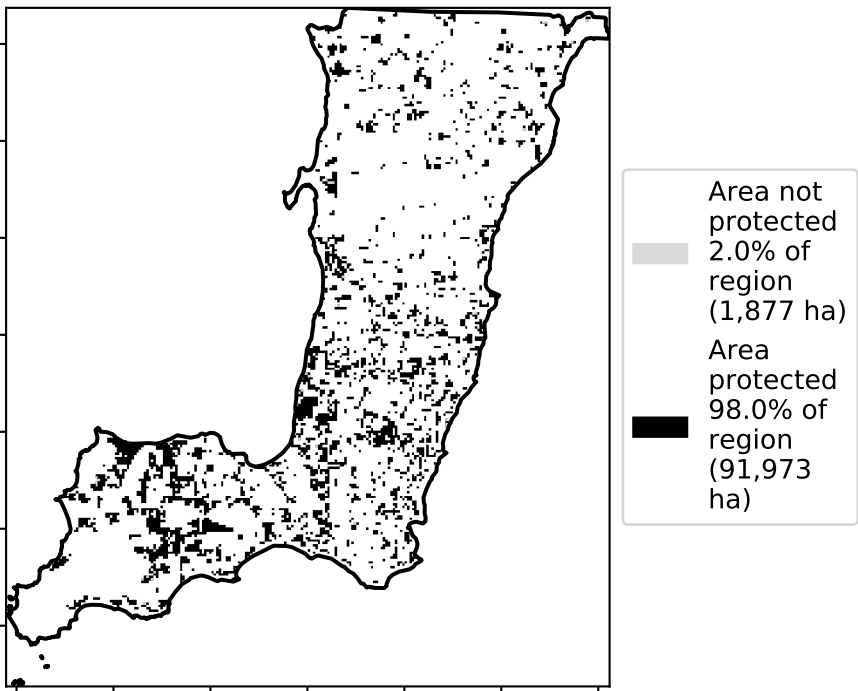 Area not
protected
2.0% of
region
(1,877 ha)
Area
protected
98.0% of
region
(91,973
ha)